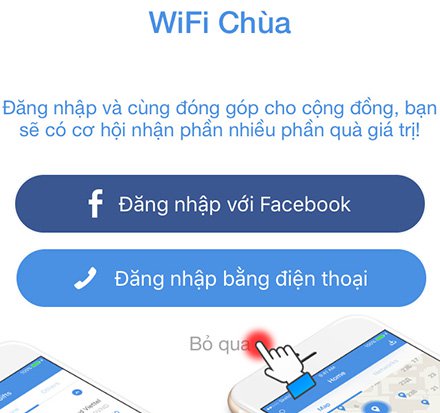 WiFi Chùa
Đăng nhập và cùng đóng góp cho cộng đồng, bạn
sẽ có cơ hội nhận phần nhiều phần quà giá trị!
Đăng nhập với Facebook
Đăng nhập bằng điện thoại
Bỏ qua
Home